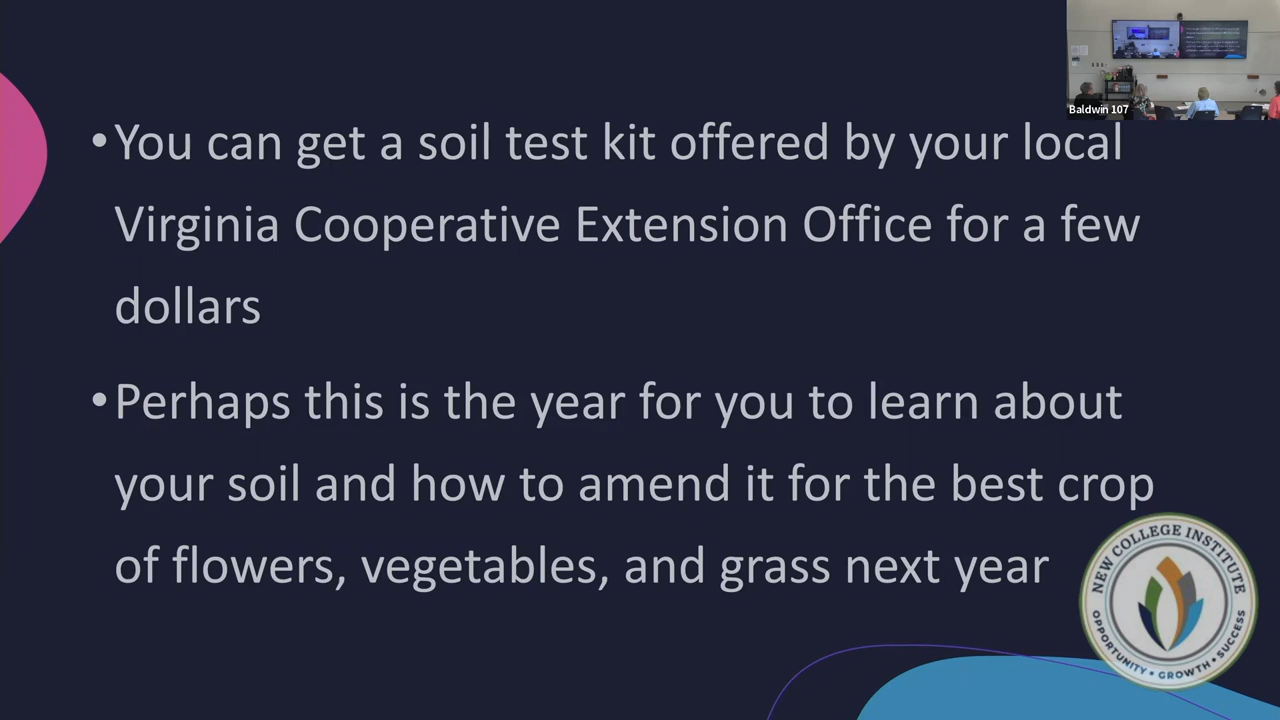 Baldwin 107
•You can get a soil test kit offered by your local
Virginia Cooperative Extension Office for a few
dollars
•Perhaps this is the year for you to learn about
your soil and how to amend it for the best crop
of flowers, vegetables, and grass next year
NEW COLLEGE INSTITUTE
OPPORTUNITY • GROWTH • SUCCESS